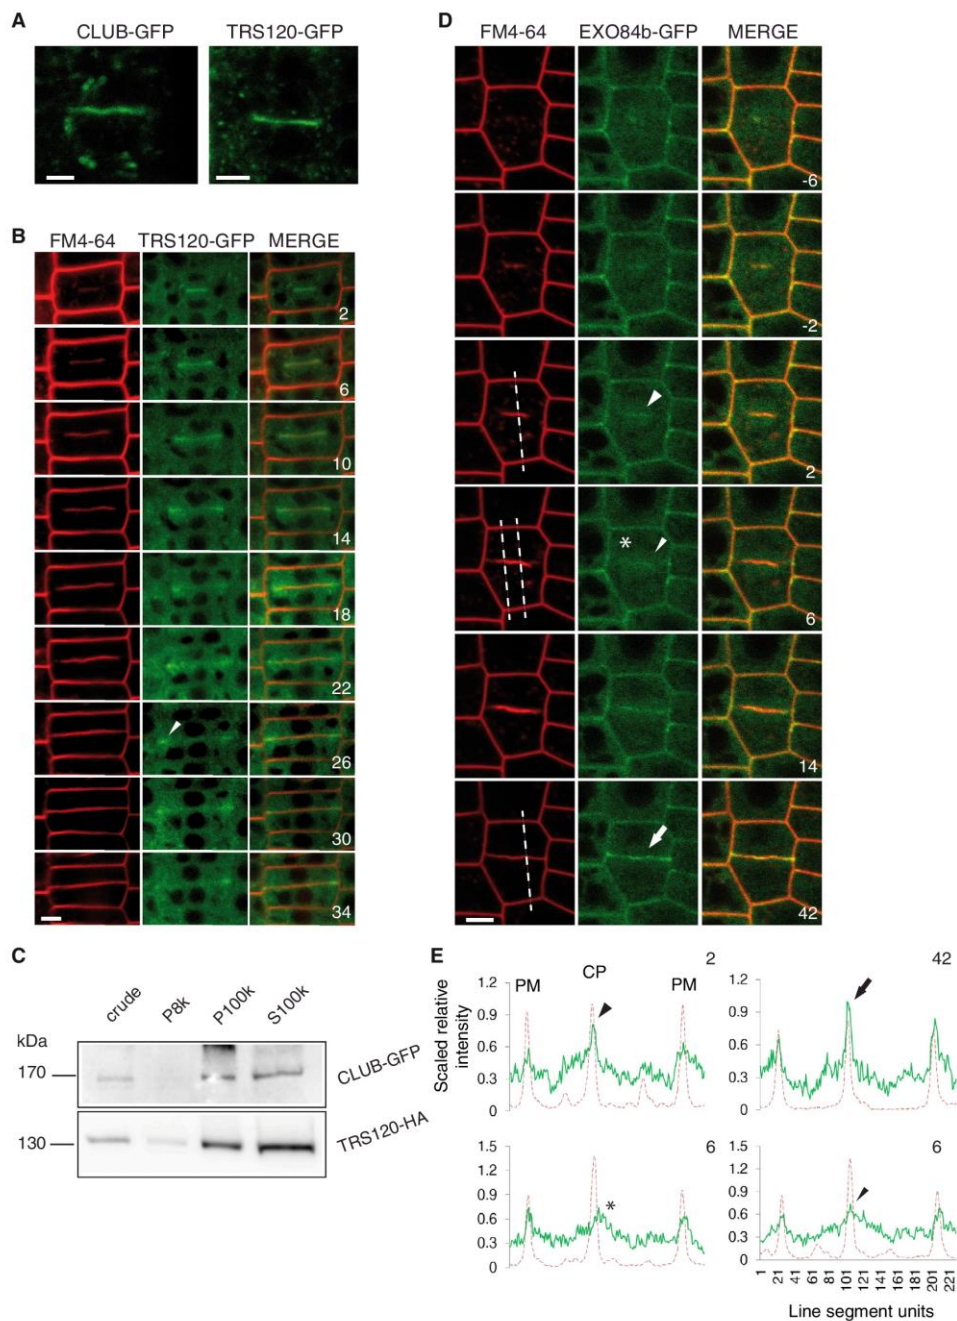 A
CLUB-GFP TRS120-GFP
B
FM4-64 TRS120-GFP MERGE
2
6
10
14
18
22
26
30
34
C
crude P8k P100k S100k
kDa
170 CLUB-GFP
130 TRS120-HA
D
FM4-64 EXO84b-GFP MERGE
-6
-2
2
*
6
14
42
E
2
42
PM CP PM
Scaled relative
intensity
1.2
0.9
0.6
0.3
0
1.2
0.9
0.6
0.3
0
6
6
1.5
1.2
0.9
0.6
0.3
0
*
1.5
1.2
0.9
0.6
0.3
0
1 21 41 61 81 101 121 141 161 181 201 221
Line segment units